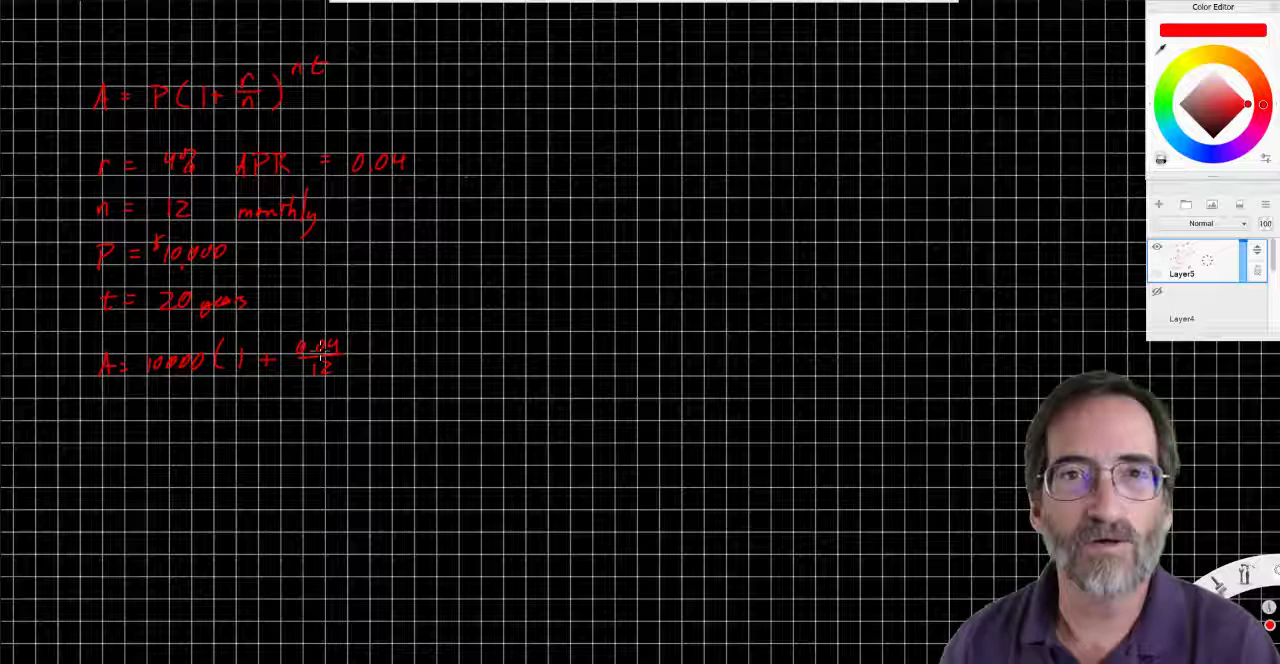 Color Editor
A = P(1+ r/n)^nt
r = 4% APR = 0.04
n = 12 monthly
P = $10,000
t = 20 years
A = 10000 ( 1 + 0.04/12
Normal
100
Layer5
Layer4